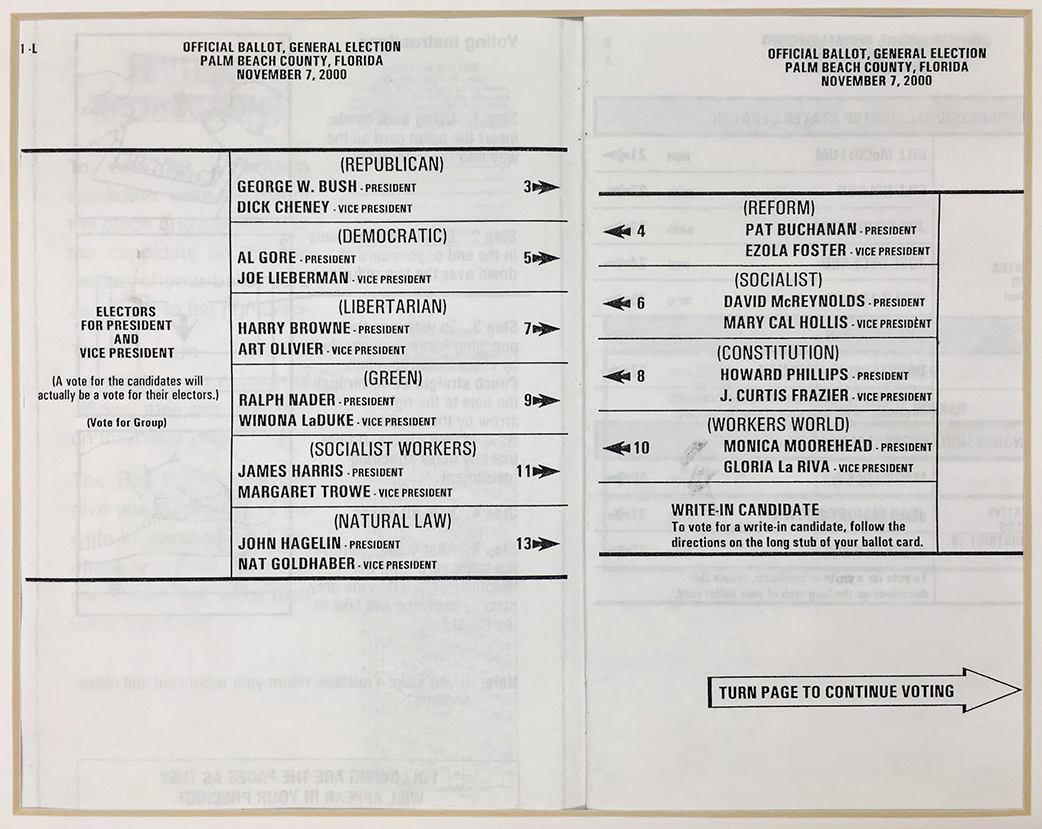 1-L
OFFICIAL BALLOT, GENERAL ELECTION
PALM BEACH COUNTY, FLORIDA
NOVEMBER 7, 2000
ELECTORS
FOR PRESIDENT
AND
VICE PRESIDENT
(A vote for the candidates will
actually be a vote for their electors.)
(Vote for Group)
(REPUBLICAN)
GEORGE W. BUSH - PRESIDENT 3
DICK CHENEY - VICE PRESIDENT
(DEMOCRATIC)
AL GORE - PRESIDENT 5
JOE LIEBERMAN - VICE PRESIDENT
(LIBERTARIAN)
HARRY BROWNE - PRESIDENT 7
ART OLIVIER - VICE PRESIDENT
(GREEN)
RALPH NADER - PRESIDENT 9
WINONA LaDUKE - VICE PRESIDENT
(SOCIALIST WORKERS)
JAMES HARRIS - PRESIDENT 11
MARGARET TROWE - VICE PRESIDENT
(NATURAL LAW)
JOHN HAGELIN - PRESIDENT 13
NAT GOLDHABER - VICE PRESIDENT
OFFICIAL BALLOT, GENERAL ELECTION
PALM BEACH COUNTY, FLORIDA
NOVEMBER 7, 2000
(REFORM)
4 PAT BUCHANAN - PRESIDENT
EZOLA FOSTER - VICE PRESIDENT
(SOCIALIST)
6 DAVID McREYNOLDS - PRESIDENT
MARY CAL HOLLIS - VICE PRESIDENT
(CONSTITUTION)
8 HOWARD PHILLIPS - PRESIDENT
J. CURTIS FRAZIER - VICE PRESIDENT
(WORKERS WORLD)
10 MONICA MOOREHEAD - PRESIDENT
GLORIA La RIVA - VICE PRESIDENT
WRITE-IN CANDIDATE
To vote for a write-in candidate, follow the
directions on the long stub of your ballot card.
TURN PAGE TO CONTINUE VOTING